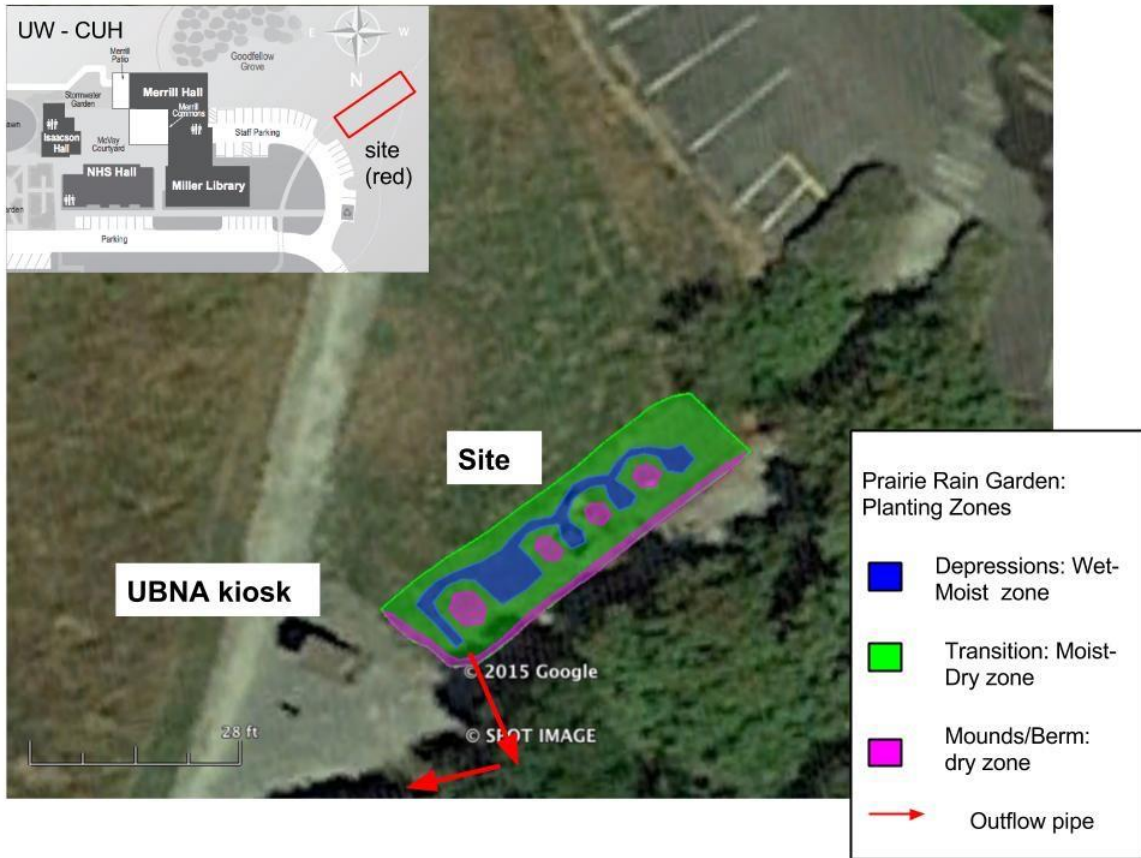 UW - CUH
Merrill
Patio
Goodfellow
Grove
E
W
N
Stormwater
Garden
Merrill Hall
Merrill
Commons
Isaacson
Hall
McVay
Courtyard
Staff Parking
NHS Hall
Miller Library
Parking
site
(red)
Site
UBNA kiosk
© 2015 Google
© SPOT IMAGE
28 ft
Prairie Rain Garden:
Planting Zones
Depressions: Wet-
Moist zone
Transition: Moist-
Dry zone
Mounds/Berm:
dry zone
Outflow pipe